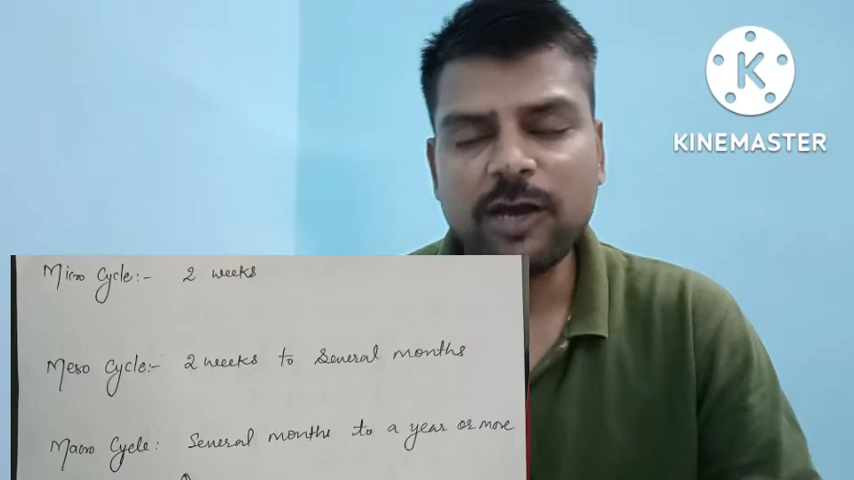 KINEMASTER
Micro Cycle:- 2 weeks
Meso Cycle:- 2 weeks to several months
Macro Cycle: Several months to a year or more